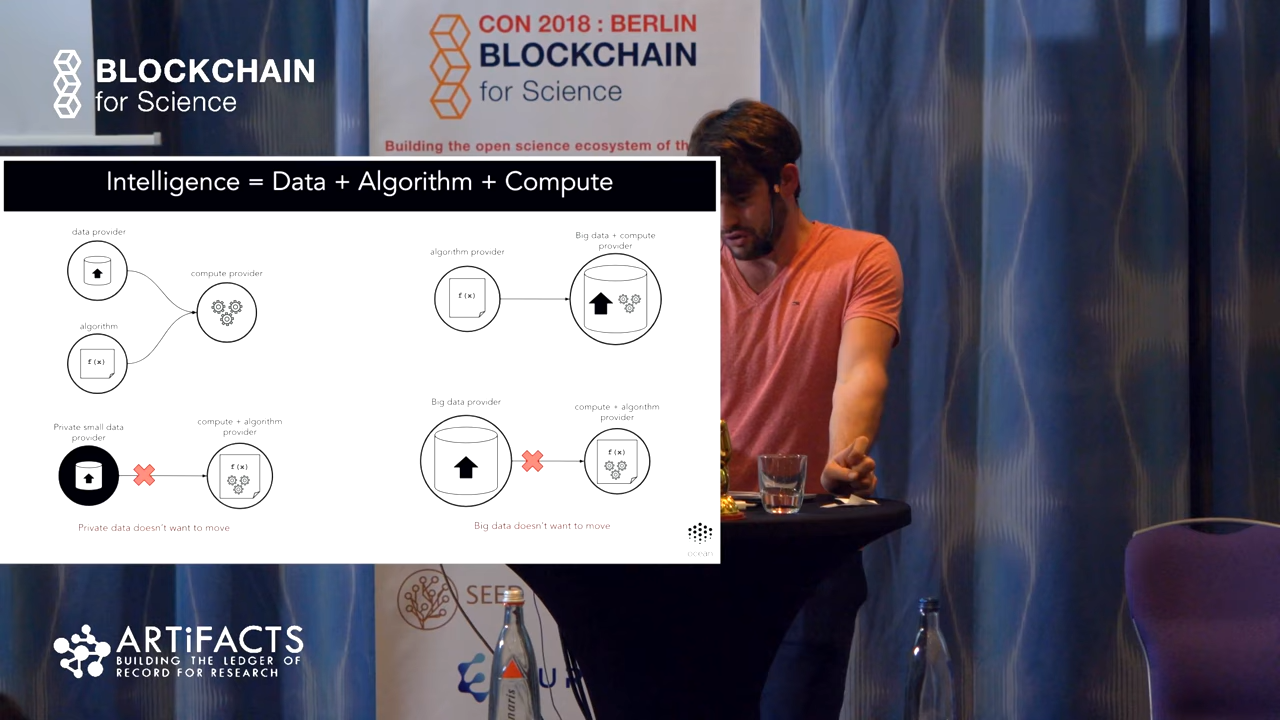 CON 2018 : BERLIN
BLOCKCHAIN
for Science
Building the open science ecosystem of
BLOCKCHAIN
for Science
Intelligence = Data + Algorithm + Compute
data provider
compute provider
algorithm
f(x)
algorithm provider
f(x)
Big data + compute
provider
Private small data
provider
compute + algorithm
provider
f(x)
Private data doesn't want to move
Big data provider
compute + algorithm
provider
f(x)
Big data doesn't want to move
ocean
SEED
UR
naris
ARTiFACTS
BUILDING THE LEDGER OF
RECORD FOR RESEARCH